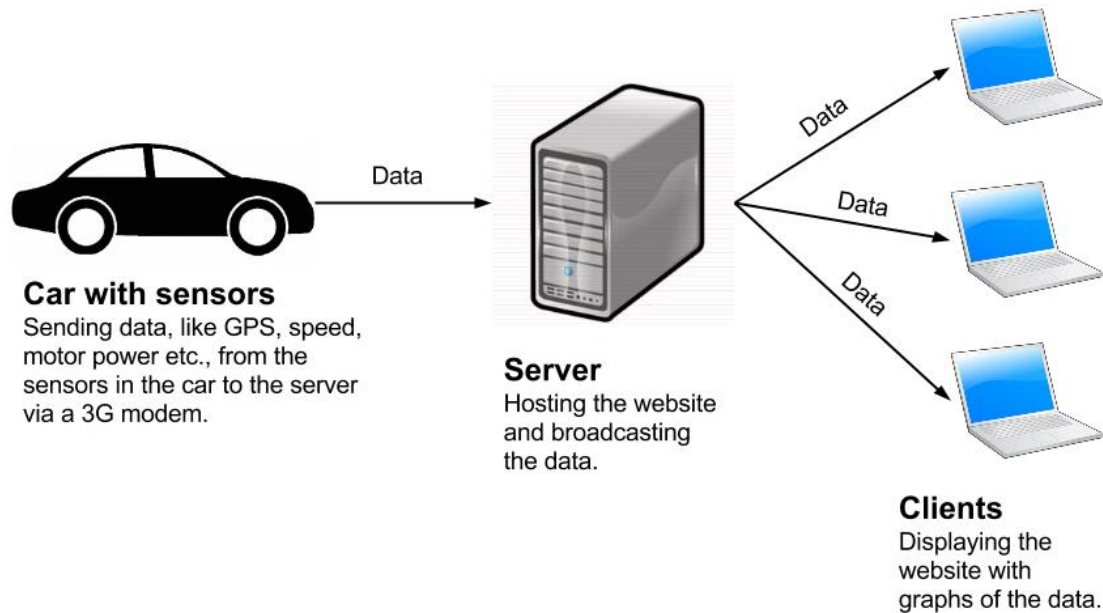 Data
Car with sensors
Sending data, like GPS, speed,
motor power etc., from the
sensors in the car to the server
via a 3G modem.
Server
Hosting the website
and broadcasting
the data.
Data
Data
Data
Clients
Displaying the
website with
graphs of the data.